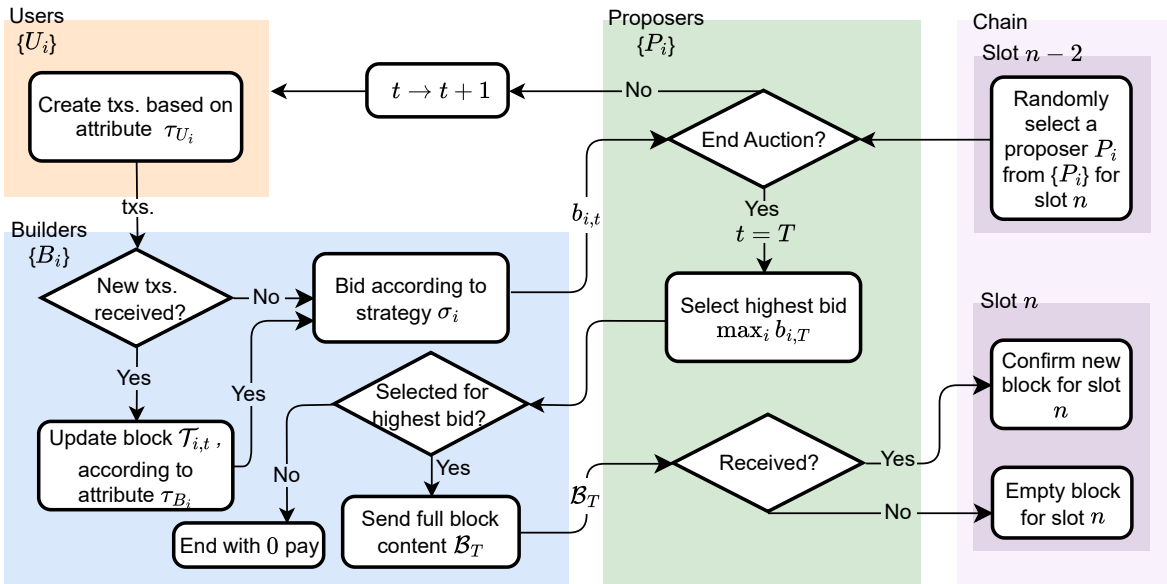 Users
{U_i}
Create txs. based on
attribute τ_{U_i}
txs.
t → t + 1
No
Proposers
{P_i}
End Auction?
Yes
t = T
Select highest bid
max_i b_{i,T}
Chain
Slot n − 2
Randomly
select a
proposer P_i
from {P_i} for
slot n
Builders
{B_i}
New txs.
received?
No
Yes
Update block 𝒯_{i,t} ,
according to
attribute τ_{B_i}
Yes
Bid according to
strategy σ_i
b_{i,t}
Selected for
highest bid?
No
End with 0 pay
Yes
Send full block
content ℬ_T
ℬ_T
Received?
Yes
No
Slot n
Confirm new
block for slot
n
Empty block
for slot n